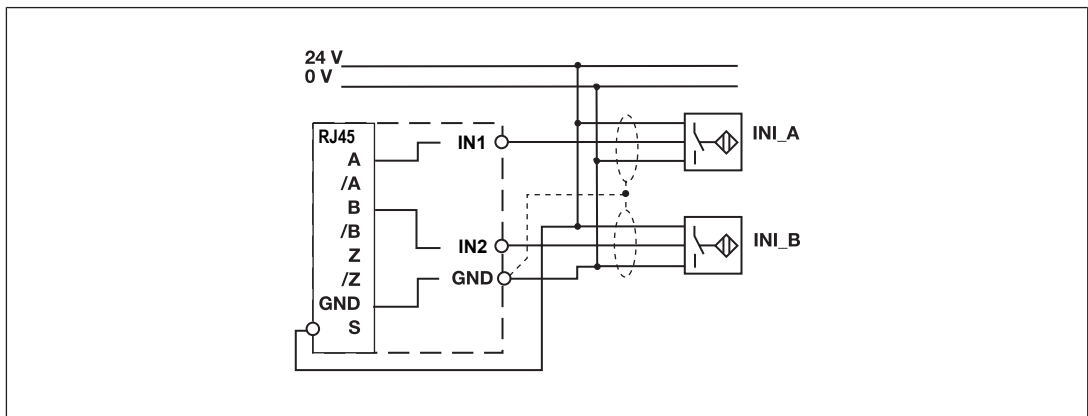 24 V
0 V
RJ45
A
/A
B
/B
Z
/Z
GND
S
IN1
IN2
GND
INI_A
INI_B